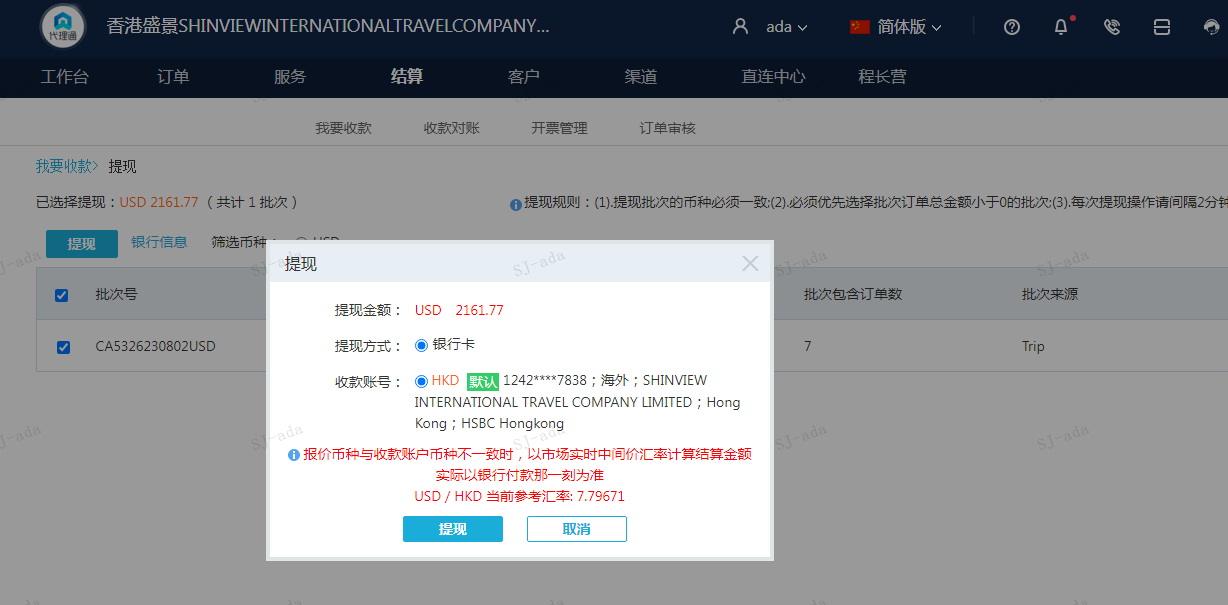 代理通
香港盛景SHINVIEWINTERNATIONALTRAVELCOMPANY...
ada
简体版
工作台 订单 服务 结算 客户 渠道 直连中心 程长营
我要收款 收款对账 开票管理 订单审核
我要收款> 提现
已选择提现：USD 2161.77 （ 共计 1 批次 ）
提现规则：(1).提现批次的币种必须一致;(2).必须优先选择批次订单总金额小于0的批次;(3).每次提现操作请间隔2分钟
提现 银行信息 筛选币种： USD
批次号 批次包含订单数 批次来源
CA5326230802USD 7 Trip
提现
提现金额： USD 2161.77
提现方式： 银行卡
收款账号： HKD 默认 1242****7838；海外；SHINVIEW
INTERNATIONAL TRAVEL COMPANY LIMITED；Hong
Kong；HSBC Hongkong
报价币种与收款账户币种不一致时，以市场实时中间价汇率计算结算金额
实际以银行付款那一刻为准
USD / HKD 当前参考汇率: 7.79671
提现 取消
SJ-ada
SJ-ada
SJ-ada
SJ-ada
SJ-ada
SJ-ada
SJ-ada
SJ-ada